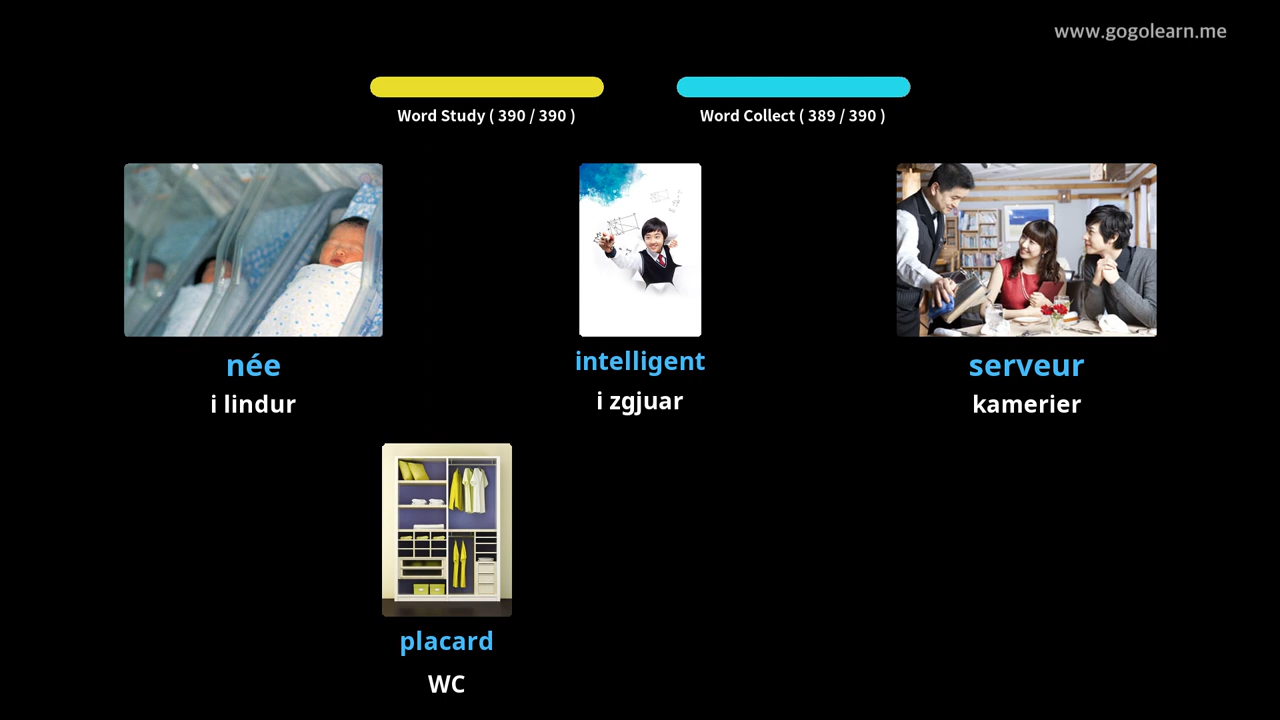 www.gogolearn.me
Word Study ( 390 / 390 )
Word Collect ( 389 / 390 )
née
i lindur
intelligent
i zgjuar
serveur
kamerier
placard
WC